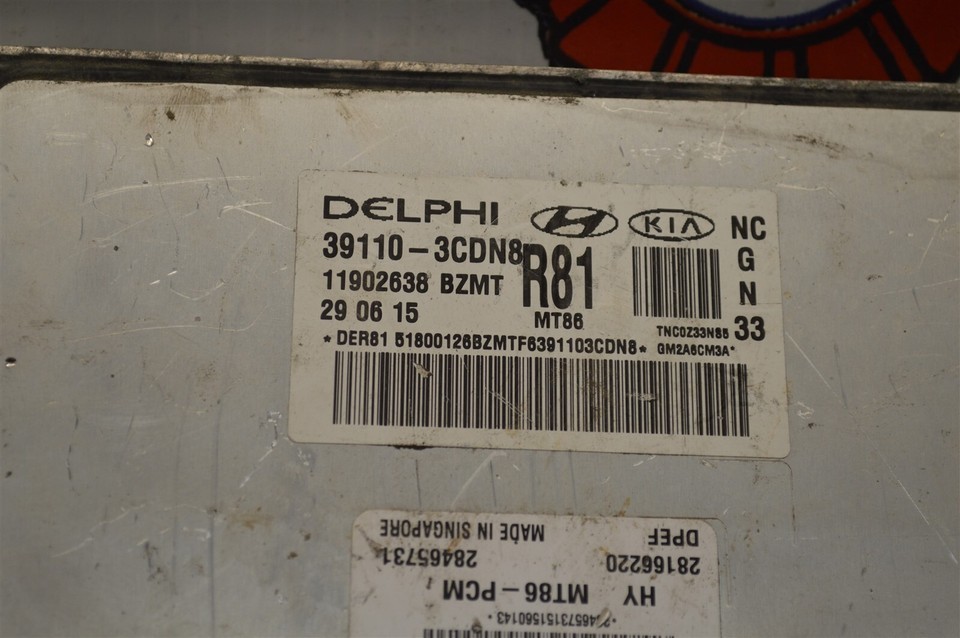 DELPHI HYUNDAI KIA NC
39110-3CDN8 R81 G
11902638 BZMT N
29 06 15 MT86 TNC0Z33N85 33
*DER81 51800126BZMTF6391103CDN8* GM2A6CM3A*
MADE IN SINGAPORE DPEF
28465731 28166220
HY MT86-PCM